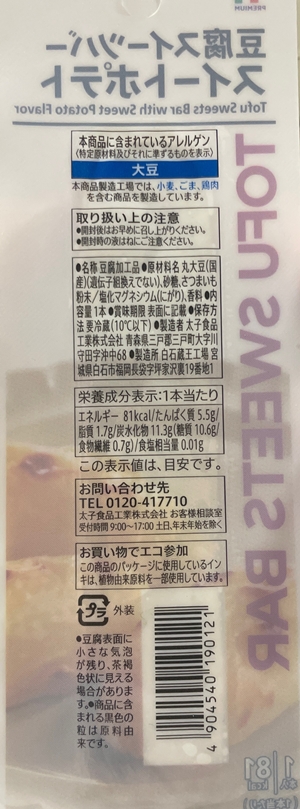 PREMIUM
豆腐スイーツバー
スイートポテト
Tofu Sweets Bar with Sweet Potato Flavor
TOFU SWEETS BAR
本商品に含まれているアレルゲン
(特定原材料及びそれに準ずるものを表示)
大豆
本商品製造工場では、小麦、ごま、鶏肉
を含む商品を製造しています。
取り扱い上の注意
●開封後はお早めに召し上がりください。
●開封時の液はねにご注意ください。
●名称 豆腐加工品●原材料名 丸大豆(国
産)(遺伝子組換えでない)、砂糖、さつまいも
粉末／塩化マグネシウム(にがり)、香料●内
容量 1本●賞味期限 表面に記載●保存方
法 要冷蔵(10℃以下)●製造者 太子食品
工業株式会社 青森県三戸郡三戸町大字川
守田字沖中68●製造所 白石蔵王工場 宮
城県白石市福岡長袋字坪家沢裏19番地1
栄養成分表示:1本当たり
エネルギー 81kcal/たんぱく質 5.5g/
脂質 1.7g/炭水化物 11.3g(糖質 10.6g/
食物繊維 0.7g)/食塩相当量 0.01g
この表示値は、目安です。
お問い合わせ先
TEL 0120-417710
太子食品工業株式会社 お客様相談室
受付時間 9:00〜17:00 土日、年末年始を除く
お買い物でエコ参加
この商品のパッケージに使用しているイン
キは、植物由来原料を一部使用しています。
プラ 外装
●豆腐表面に
小さな気泡
が残り、茶褐
色状に見える
場合がありま
す。●商品に含
まれる黒色の
粒は原料由
来です。
4 904540 190121
1本入 81kcal